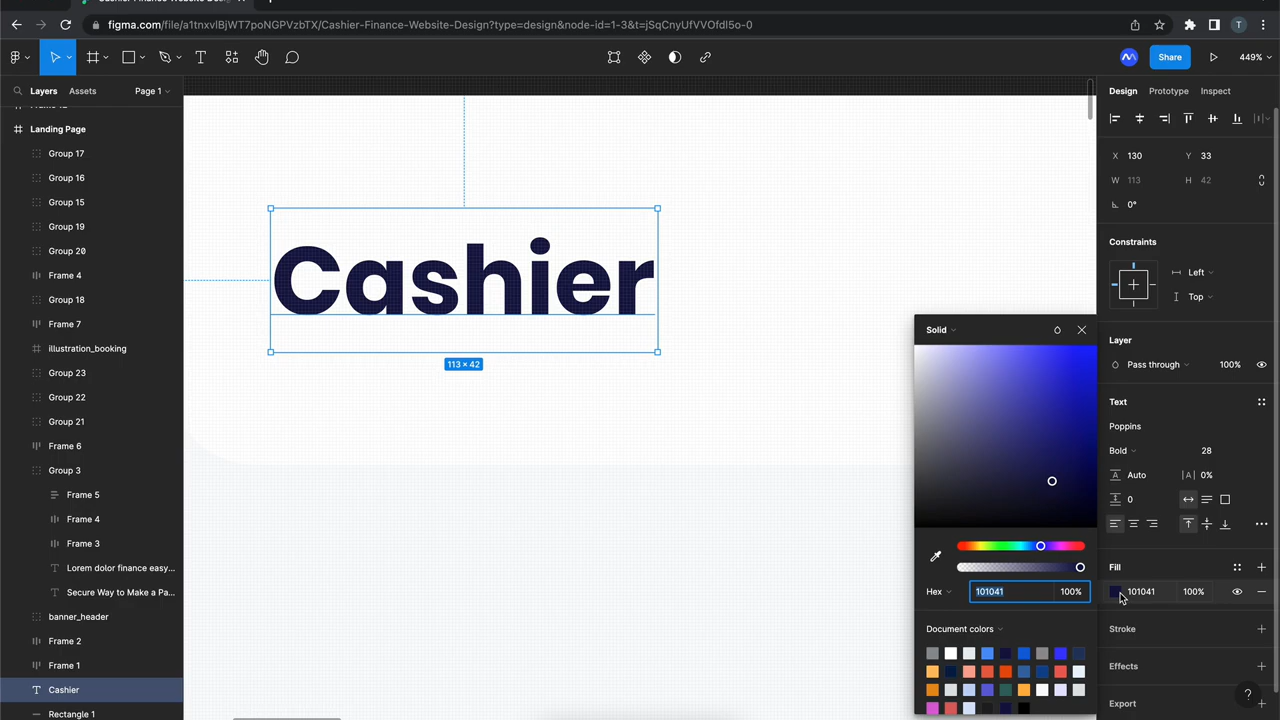 figma.com/file/a1tnxvlBjWT7poNGPVzbTX/Cashier-Finance-Website-Design?type=design&node-id=1-3&t=jSqCnyUfVVOfdl5o-0
T
Share
449%
Layers
Assets
Page 1
Design
Prototype
Inspect
Landing Page
Group 17
Group 16
Group 15
Group 19
Group 20
Frame 4
Group 18
Frame 7
illustration_booking
Group 23
Group 22
Group 21
Frame 6
Group 3
Frame 5
Frame 4
Frame 3
Lorem dolor finance easy...
Secure Way to Make a Pa...
banner_header
Frame 2
Frame 1
Cashier
Rectangle 1
Cashier
113 × 42
X 130
Y 33
W 113
H 42
0°
Constraints
Left
Top
Layer
Pass through
100%
Text
Poppins
Bold
28
Auto
0%
0
Fill
101041
100%
Stroke
Effects
Export
Solid
Hex
101041
100%
Document colors
?